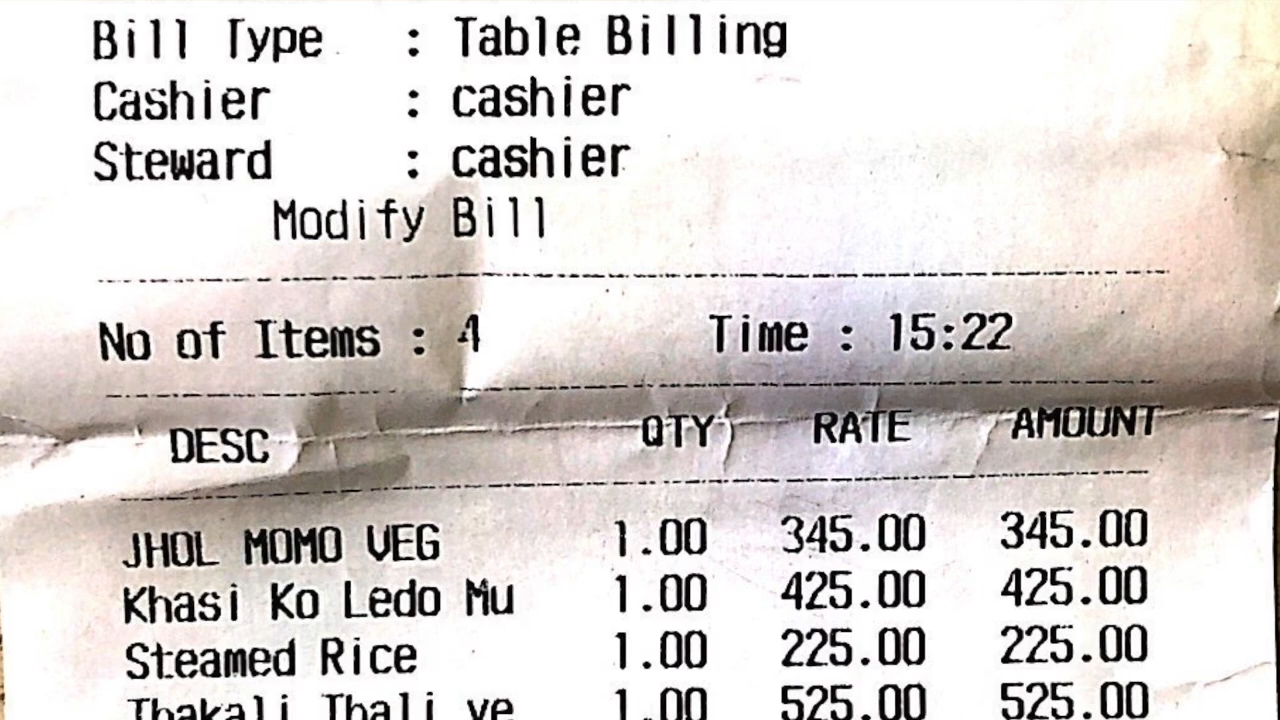 Bill Type : Table Billing
Cashier : cashier
Steward : cashier
Modify Bill
No of Items : 4 Time : 15:22
DESC QTY RATE AMOUNT
JHOL MOMO VEG 1.00 345.00 345.00
Khasi Ko Ledo Mu 1.00 425.00 425.00
Steamed Rice 1.00 225.00 225.00
Thakali Thali ve 1.00 525.00 525.00